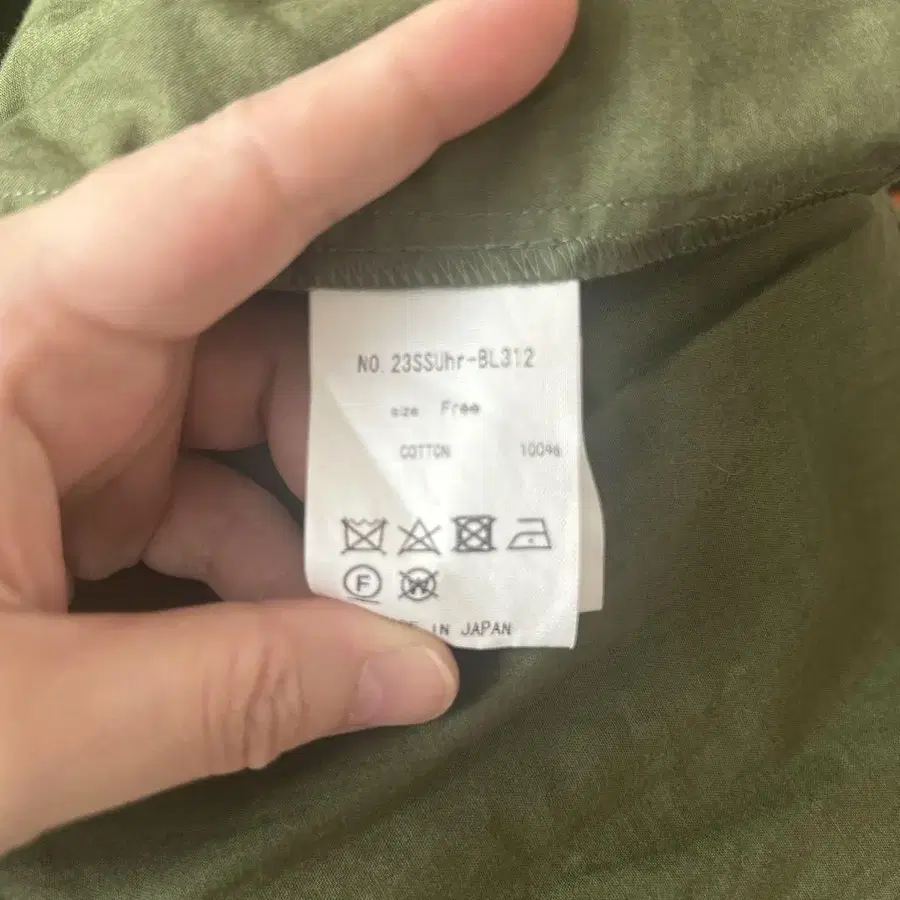 NO. 23SSUhr-BL312
size Free
COTTON 100%
F
W
IN JAPAN